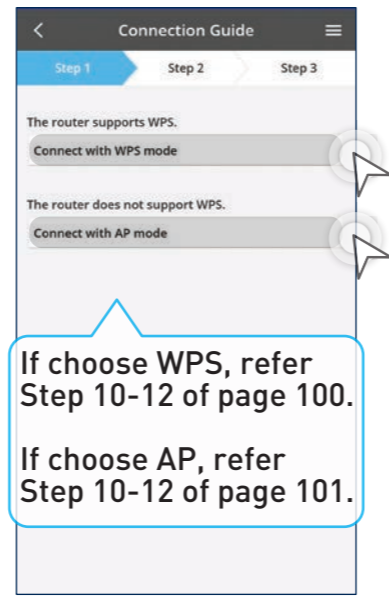 Connection Guide
Step 1 Step 2 Step 3
The router supports WPS.
Connect with WPS mode
The router does not support WPS.
Connect with AP mode
If choose WPS, refer
Step 10-12 of page 100.
If choose AP, refer
Step 10-12 of page 101.